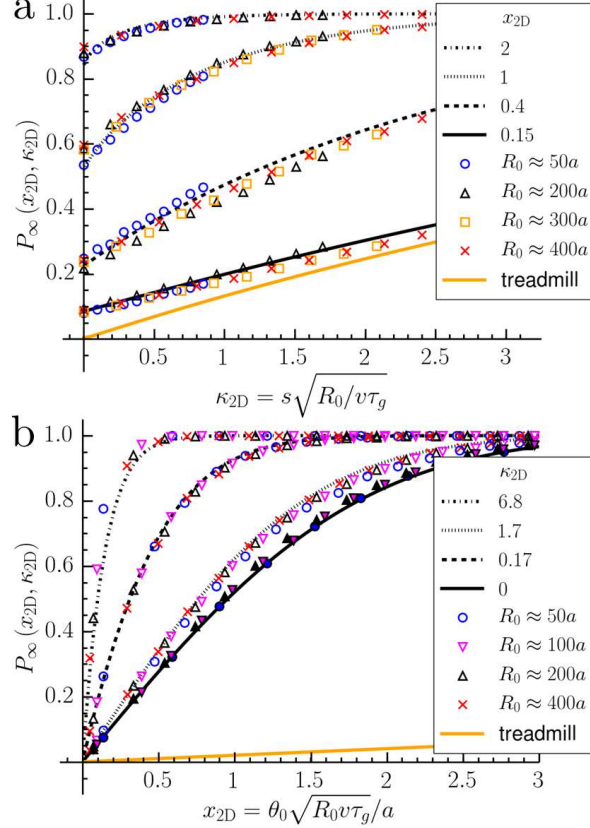 a
P∞ (x2D, κ2D)
1.0
0.8
0.6
0.4
0.2
0.5
1.0
1.5
2
2.5
3
κ2D = s√R0/vτg
x2D
2
1
0.4
0.15
R0 ≈ 50a
R0 ≈ 200a
R0 ≈ 300a
R0 ≈ 400a
treadmill
b
P∞ (x2D, κ2D)
1.0
0.8
0.6
0.4
0.2
0.5
1
1.5
2
2.5
3
x2D = θ0√R0vτg/a
κ2D
6.8
1.7
0.17
0
R0 ≈ 50a
R0 ≈ 100a
R0 ≈ 200a
R0 ≈ 400a
treadmill